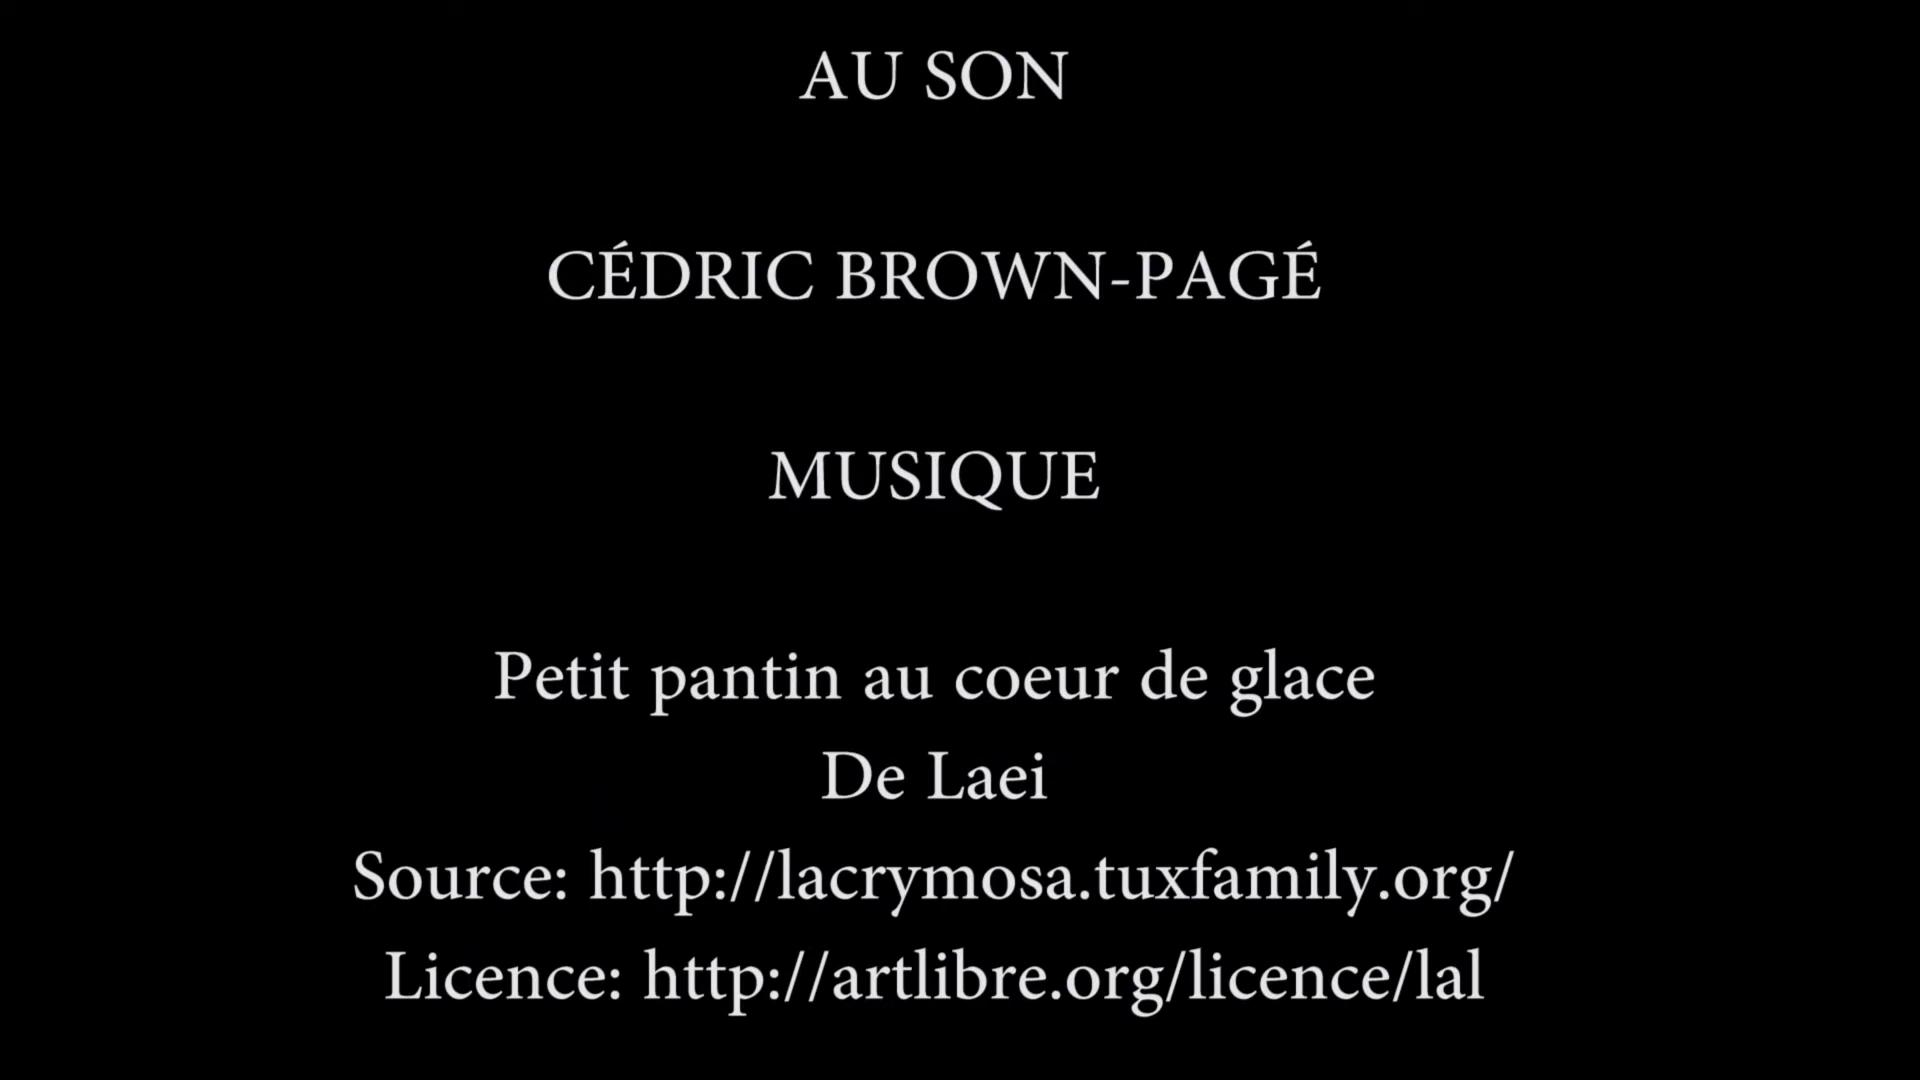 AU SON
CÉDRIC BROWN-PAGÉ
MUSIQUE
Petit pantin au coeur de glace
De Laei
Source: http://lacrymosa.tuxfamily.org/
Licence: http://artlibre.org/licence/lal